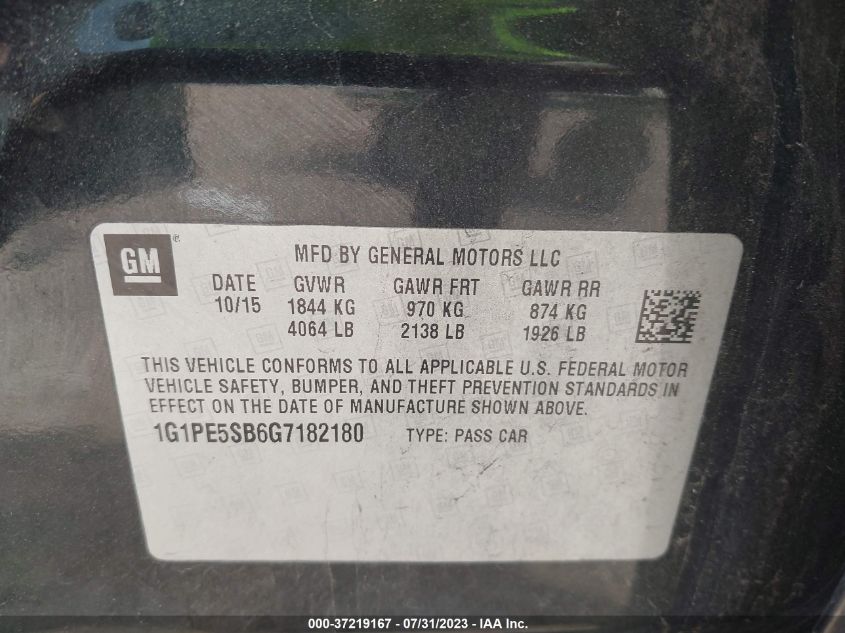 GM®
MFD BY GENERAL MOTORS LLC
DATE GVWR GAWR FRT GAWR RR
10/15 1844 KG 970 KG 874 KG
4064 LB 2138 LB 1926 LB
THIS VEHICLE CONFORMS TO ALL APPLICABLE U.S. FEDERAL MOTOR
VEHICLE SAFETY, BUMPER, AND THEFT PREVENTION STANDARDS IN
EFFECT ON THE DATE OF MANUFACTURE SHOWN ABOVE.
1G1PE5SB6G7182180 TYPE: PASS CAR
000-37219167 - 07/31/2023 - IAA Inc.